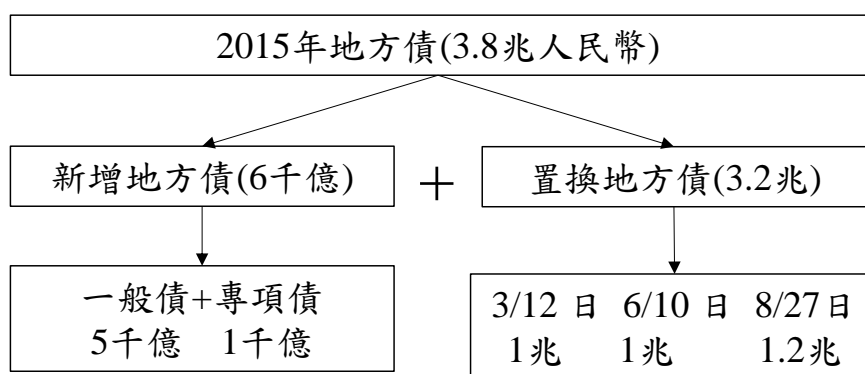 2015年地方債(3.8兆人民幣)
新增地方債(6千億)
+
置換地方債(3.2兆)
一般債+專項債
5千億 1千億
3/12 日 6/10 日 8/27日
1兆 1兆 1.2兆